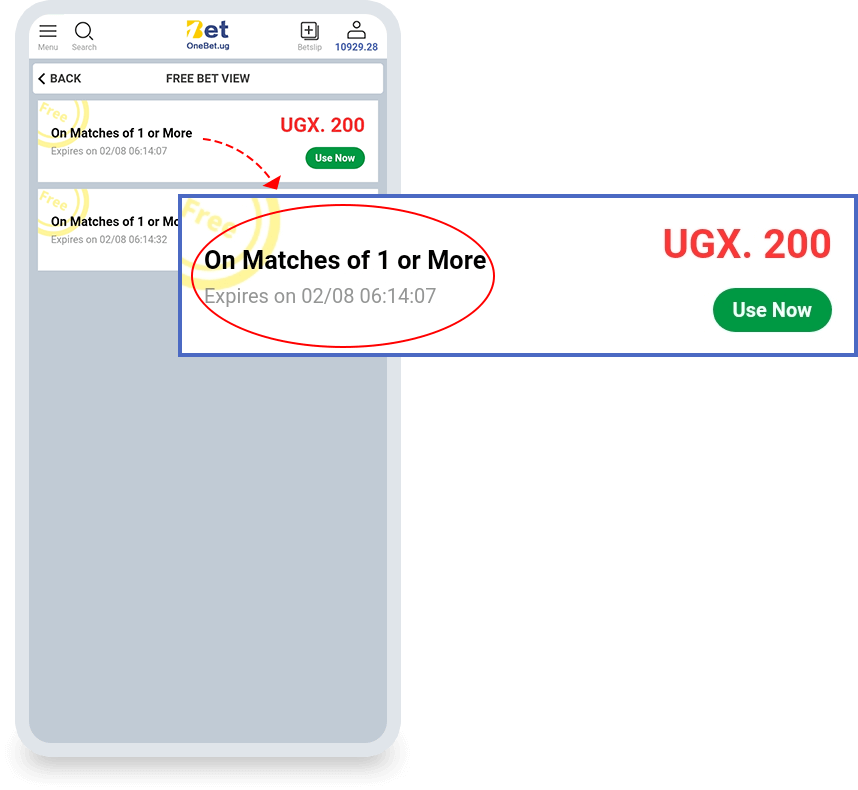 Menu
Search
Bet
OneBet.ug
Betslip
10929.28
BACK
FREE BET VIEW
Free
On Matches of 1 or More
Expires on 02/08 06:14:07
UGX. 200
Use Now
Free
On Matches of 1 or Mo
Expires on 02/08 06:14:32
Free
On Matches of 1 or More
Expires on 02/08 06:14:07
UGX. 200
Use Now